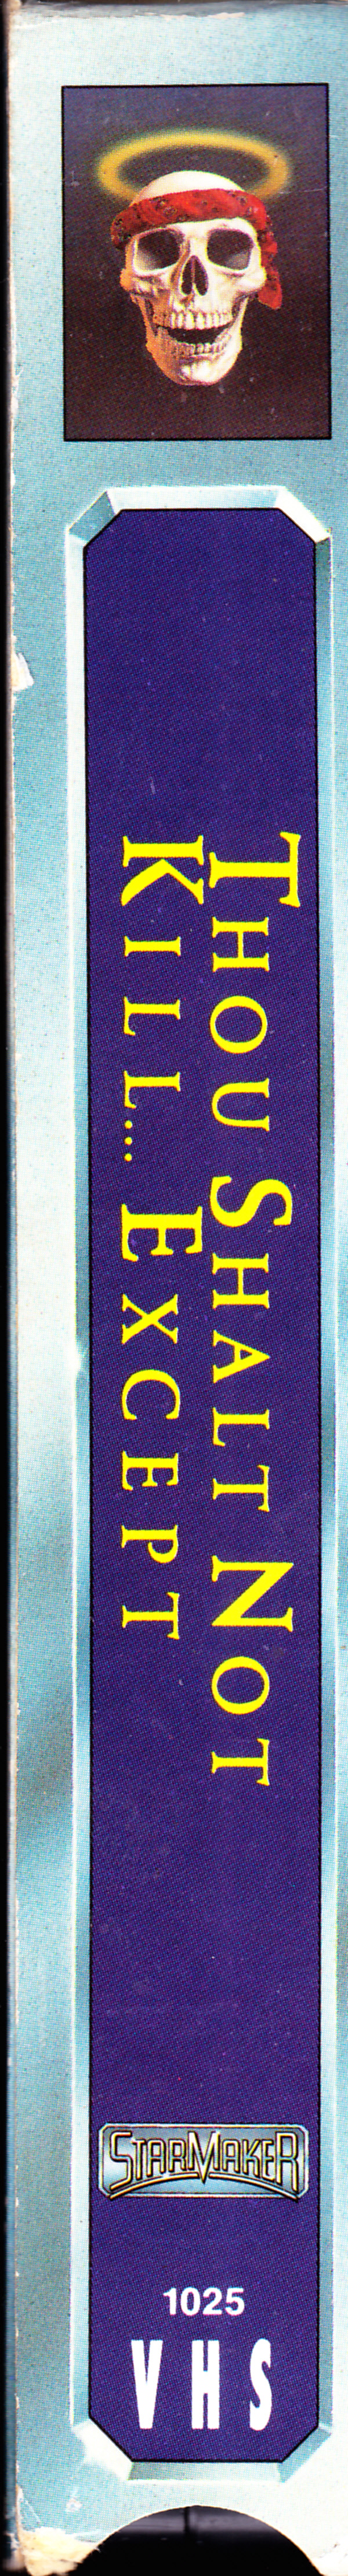 THOU SHALT NOT
KILL... EXCEPT
STARMAKER
1025
VHS